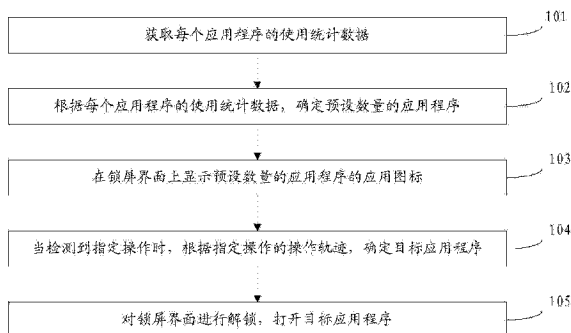 101
获取每个应用程序的使用统计数据
102
根据每个应用程序的使用统计数据，确定预设数量的应用程序
103
在锁屏界面上显示预设数量的应用程序的应用图标
104
当检测到指定操作时，根据指定操作的操作轨迹，确定目标应用程序
105
对锁屏界面进行解锁，打开目标应用程序